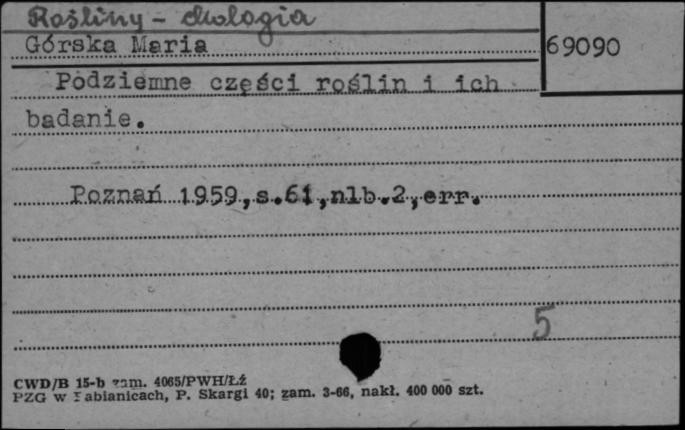 Rośliny - ekologia
Górska Maria
69090
Podziemne części roślin i ich
badanie.
Poznań 1959, s.61, nlb.2, err.
5
CWD/B 15-b zam. 4065/PWH/Łź
PZG w Pabianicach, P. Skargi 40; zam. 3-66, nakł. 400 000 szt.